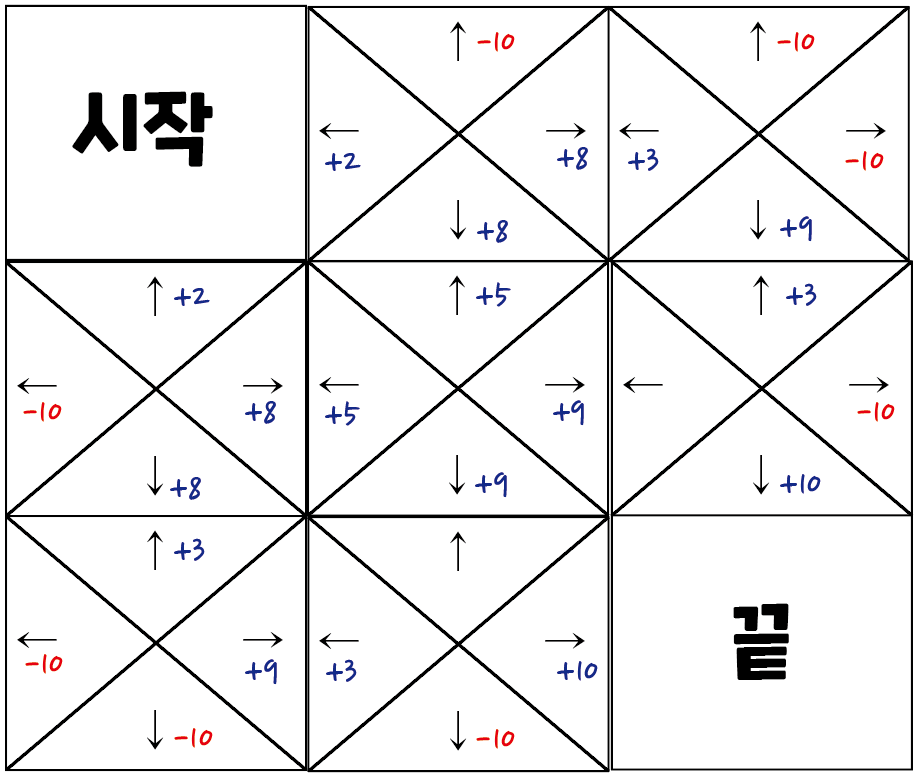 ↑ -10 ↑ -10
시작 ← → ← →
+2 +8 +3 -10
↓ +8 ↓ +9
↑ +2 ↑ +5 ↑ +3
← → ← → ← →
-10 +8 +5 +9 -10
↓ +8 ↓ +9 ↓ +10
↑ +3 ↑
← → ← → 끝
-10 +9 +3 +10
↓ -10 ↓ -10